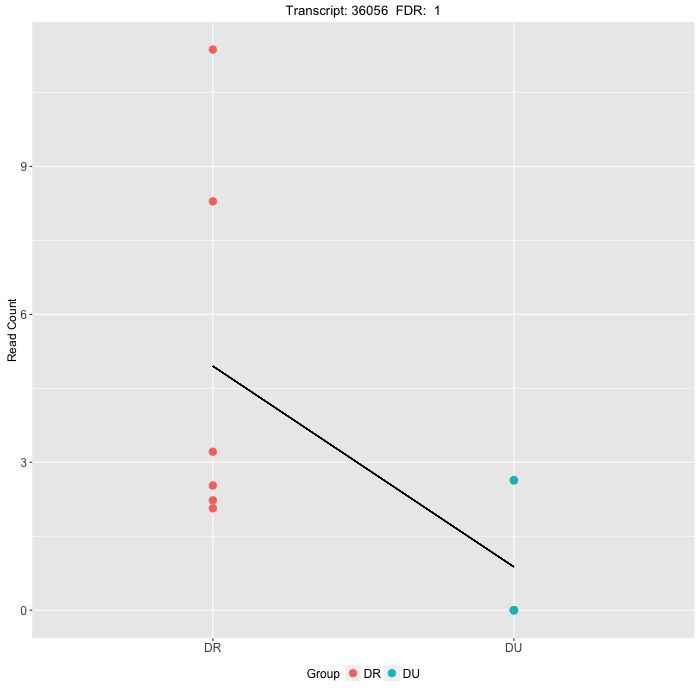 Transcript: 36056  FDR:  1
Read Count
9
6
3
0
DR
DU
Group DR DU